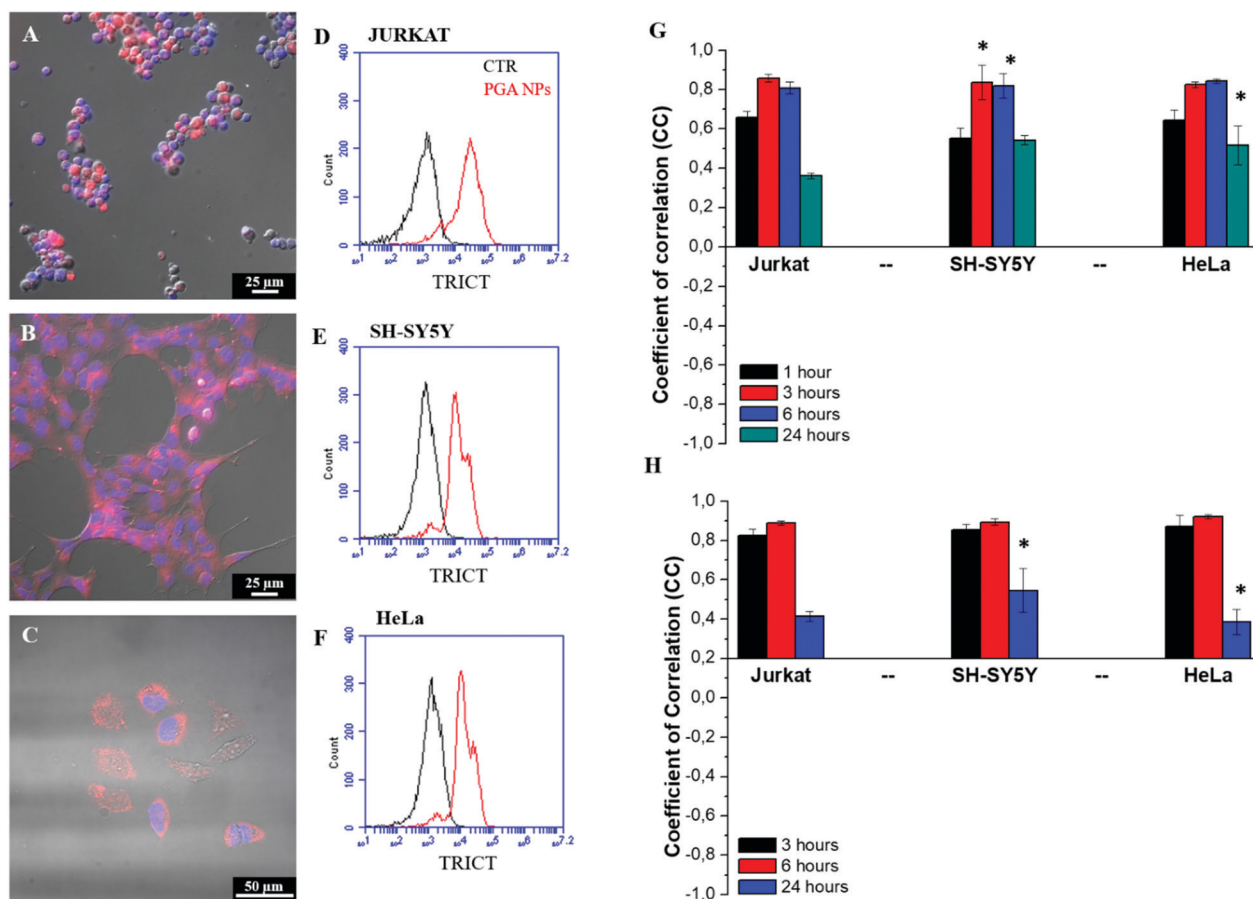 A
25 µm
B
25 µm
C
50 µm
D
JURKAT
CTR
PGA NPs
400
300
200
100
0
Count
TRICT
E
SH-SY5Y
400
300
200
100
0
Count
TRICT
F
HeLa
400
300
200
100
0
Count
TRICT
G
Coefficient of correlation (CC)
1,0
0,8
0,6
0,4
0,2
0,0
-0,2
-0,4
-0,6
-0,8
-1,0
* *
*
Jurkat -- SH-SY5Y -- HeLa
1 hour
3 hours
6 hours
24 hours
H
Coefficient of Correlation (CC)
1,0
0,8
0,6
0,4
0,2
0,0
-0,2
-0,4
-0,6
-0,8
-1,0
*
*
Jurkat -- SH-SY5Y -- HeLa
3 hours
6 hours
24 hours